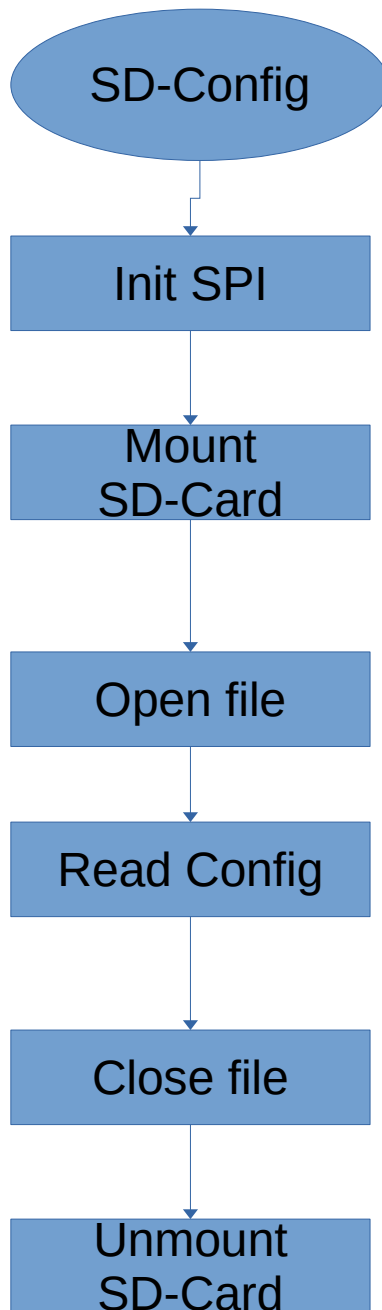 SD-Config
Init SPI
Mount
SD-Card
Open file
Read Config
Close file
Unmount
SD-Card